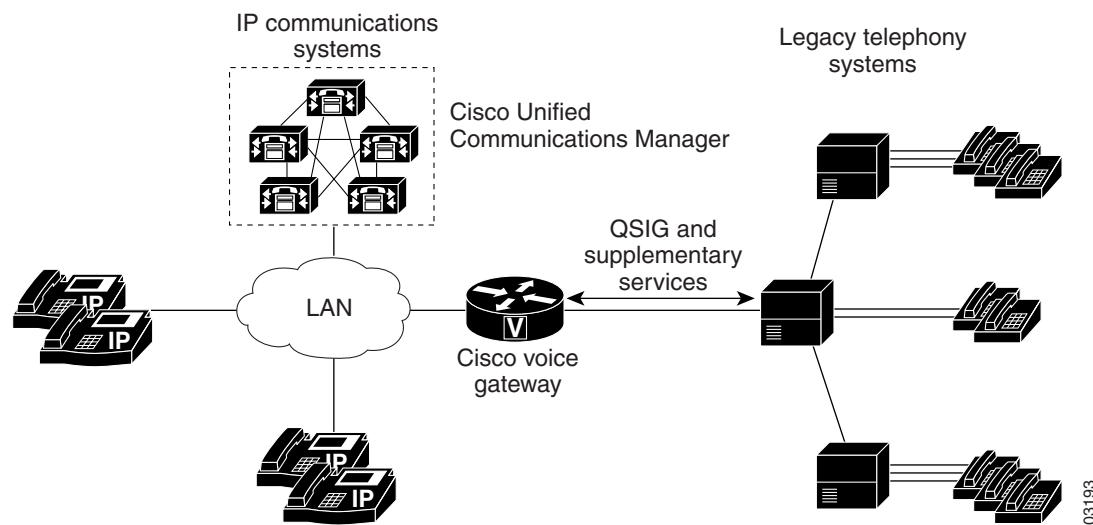 IP communications
systems
Legacy telephony
systems
Cisco Unified
Communications Manager
QSIG and
supplementary
services
LAN
V
Cisco voice
gateway
IP
IP
IP
IP
03193